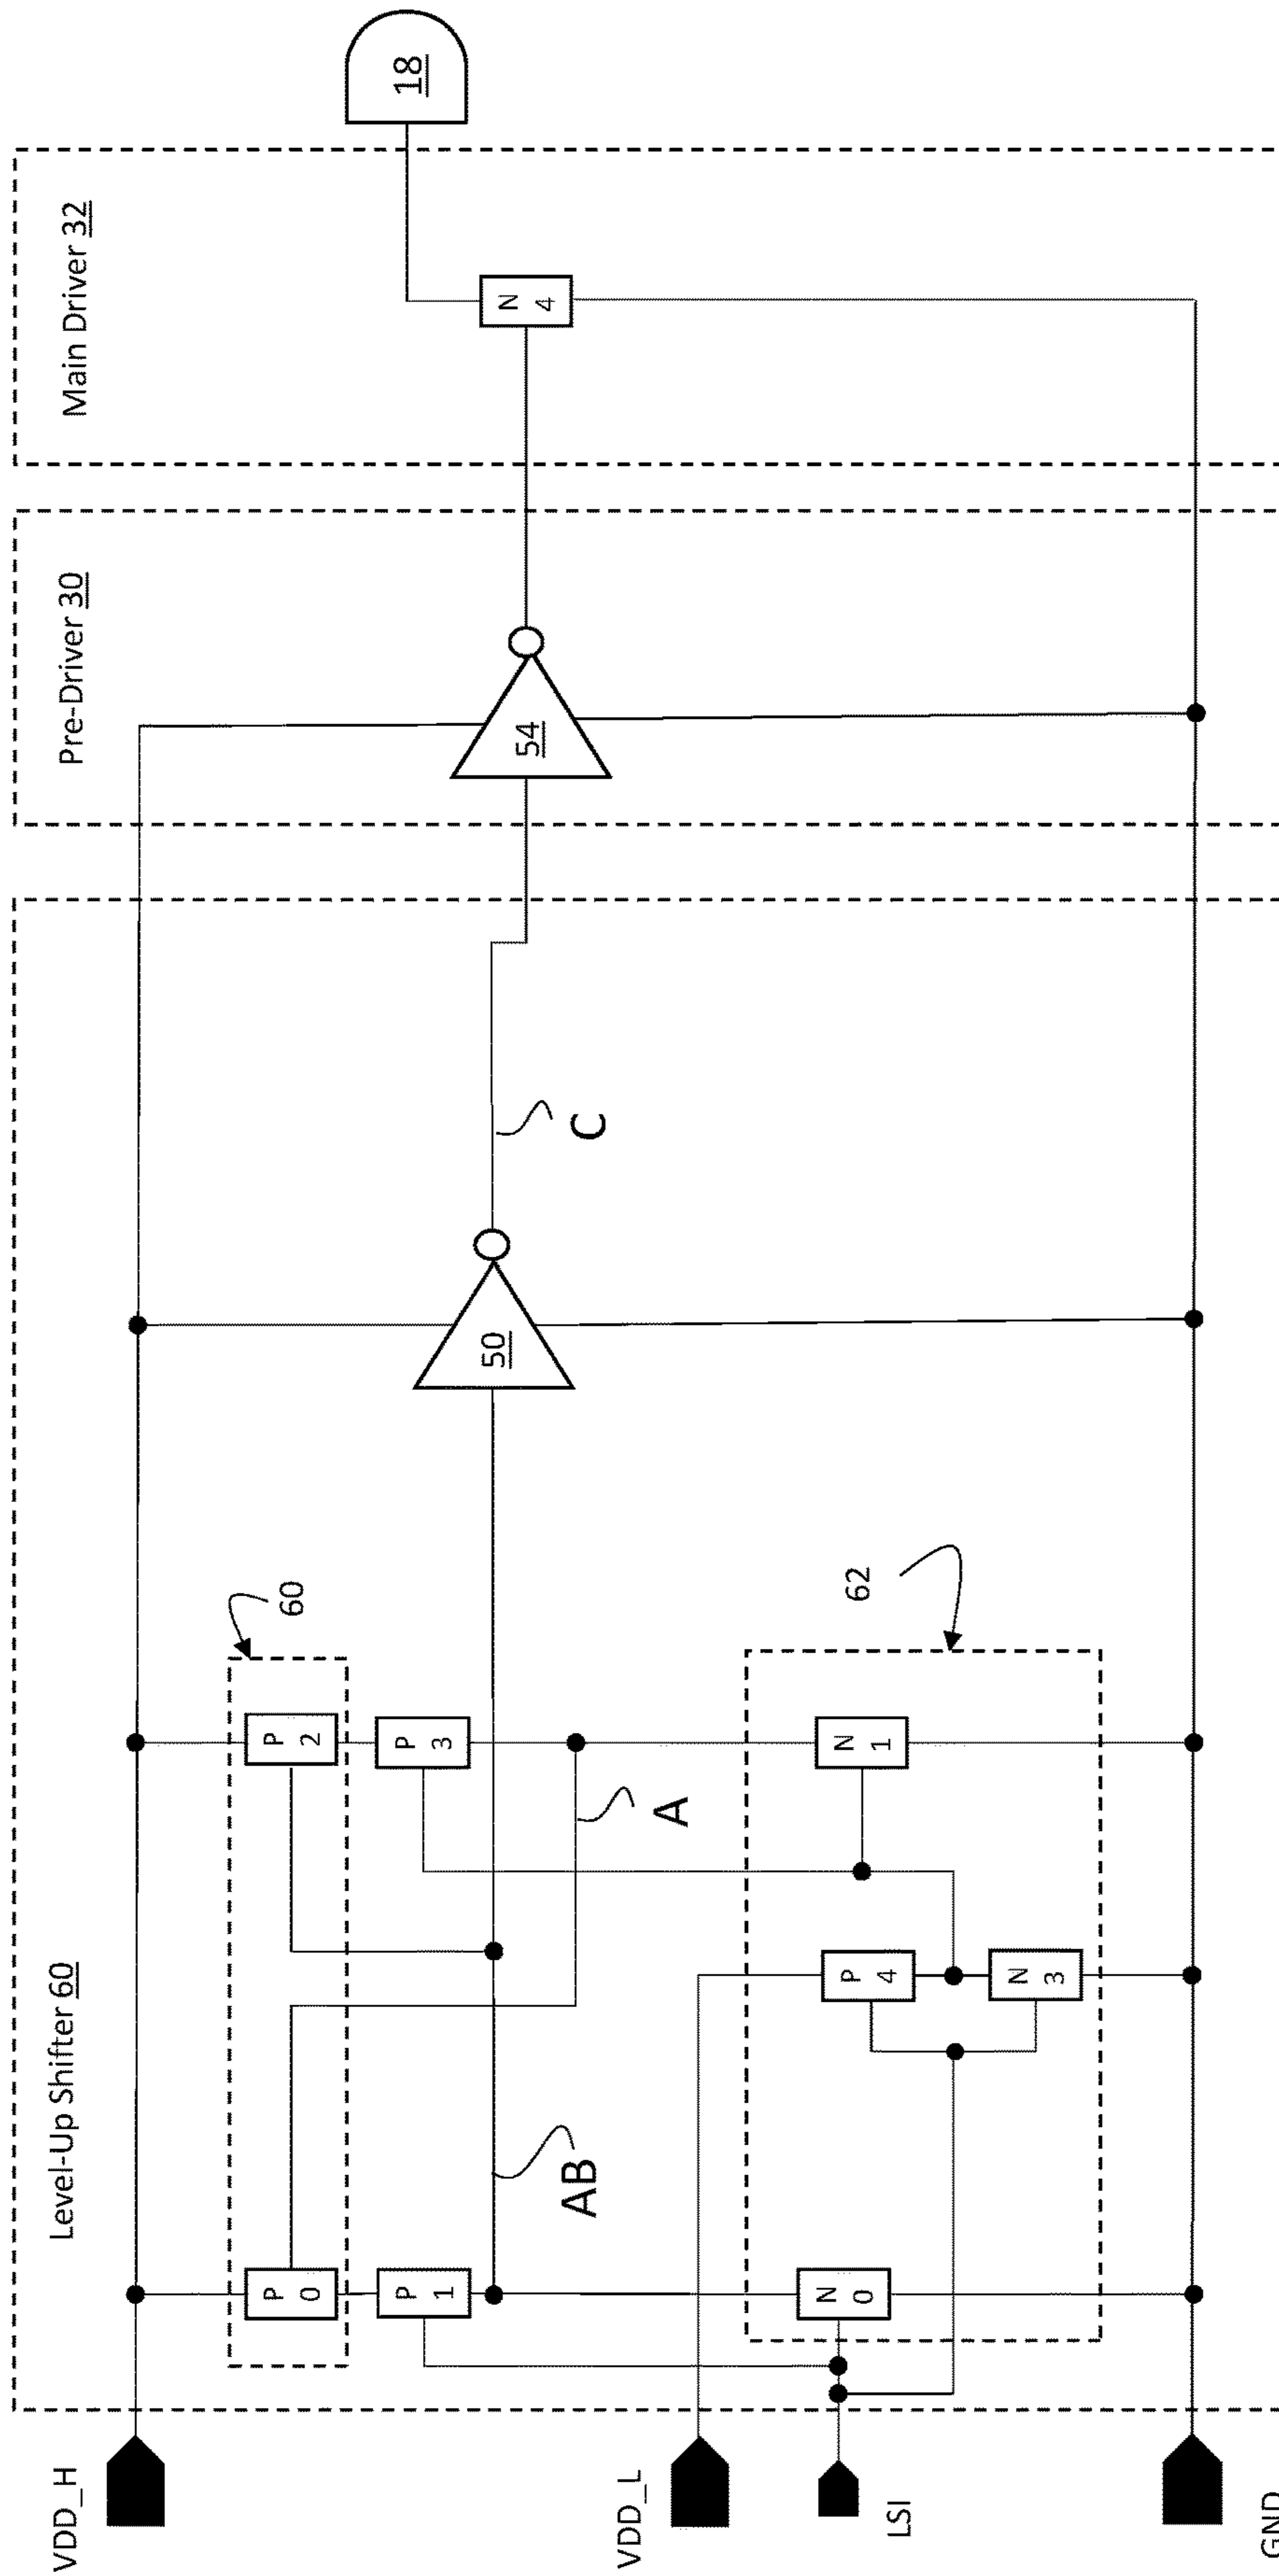 Level-Up Shifter 60
Pre-Driver 30
Main Driver 32
VDD_H
P
0
P
2
60
P
1
P
3
AB
A
50
C
54
N
4
18
VDD_L
LSI
62
N
0
P
4
N
3
N
1
GND